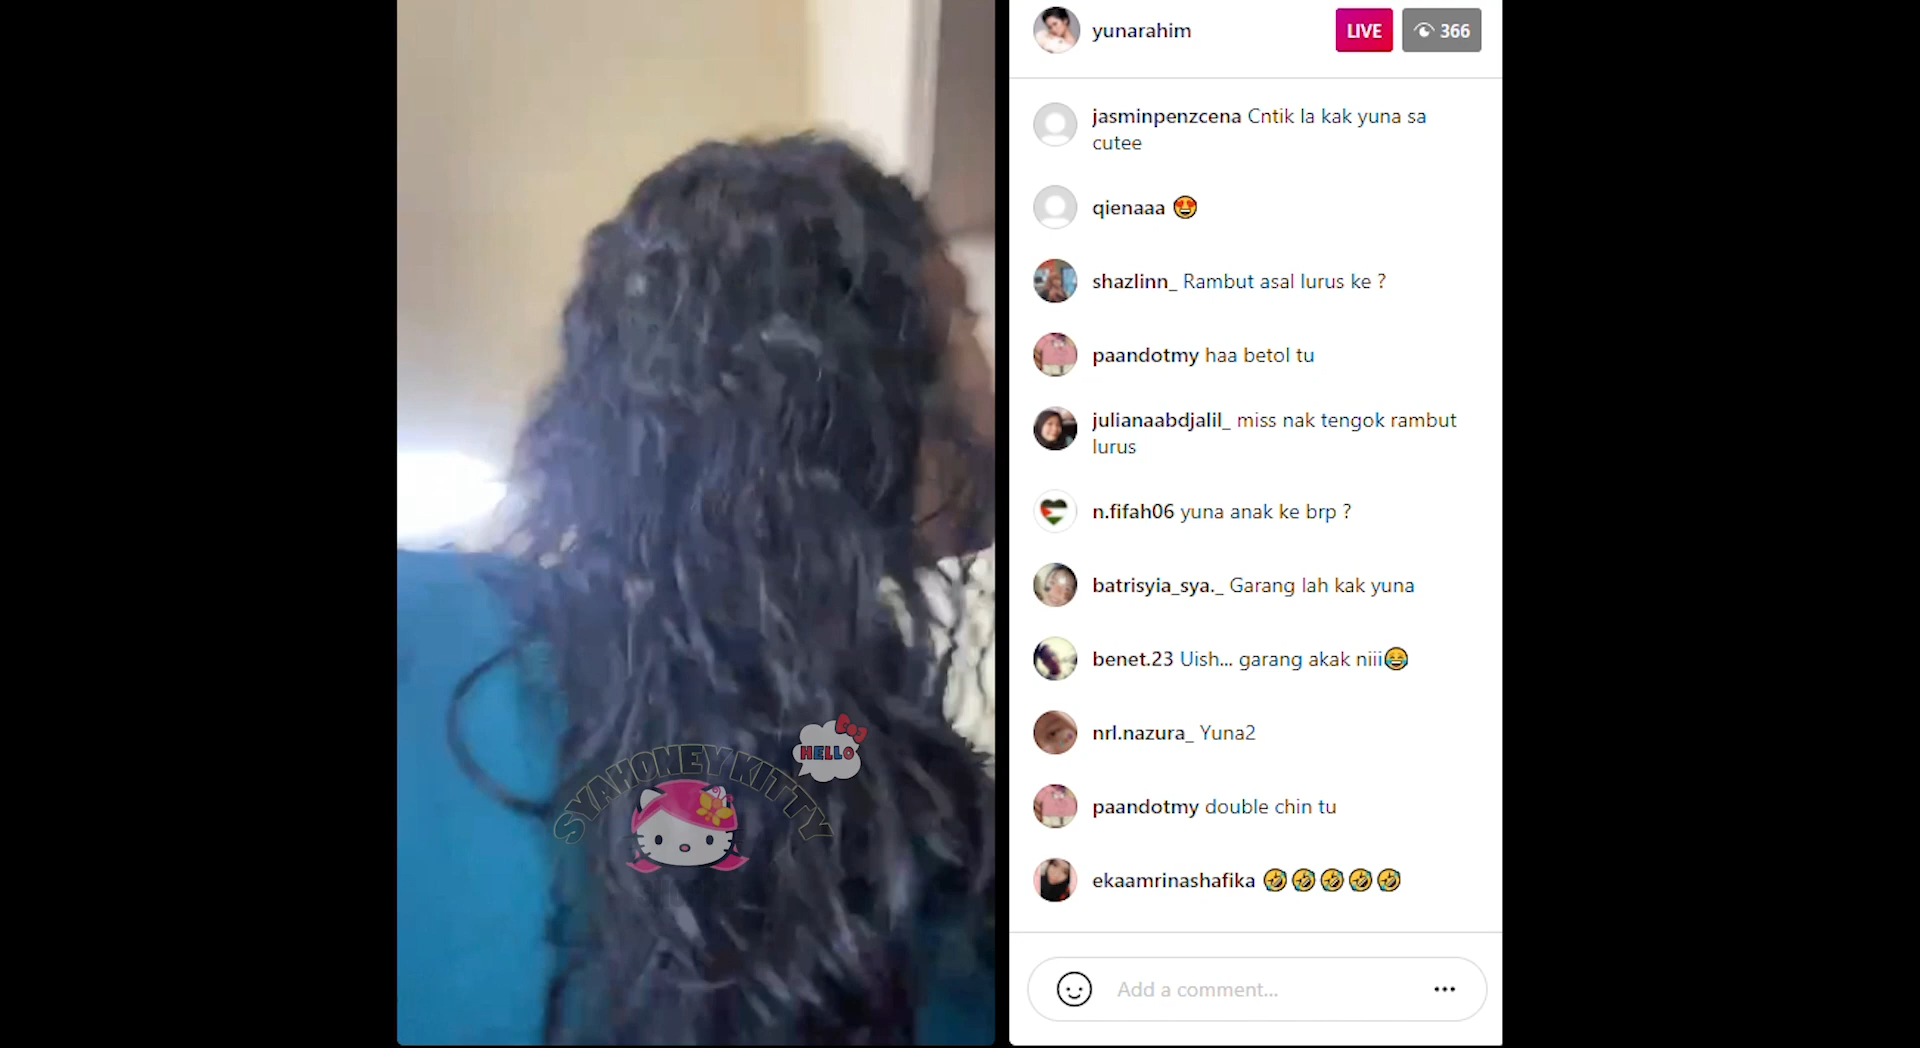 yunarahim
LIVE
366
jasminpenzcena Cntik la kak yuna sa
cutee
qienaaa 😍
shazlinn_ Rambut asal lurus ke ?
paandotmy haa betol tu
julianaabdjalil_ miss nak tengok rambut
lurus
n.fifah06 yuna anak ke brp ?
batrisyia_sya._ Garang lah kak yuna
benet.23 Uish... garang akak niii😂
nrl.nazura_ Yuna2
paandotmy double chin tu
ekaamrinashafika 🤣🤣🤣🤣🤣
Add a comment...
HELLO
SYAHONEYKITTY